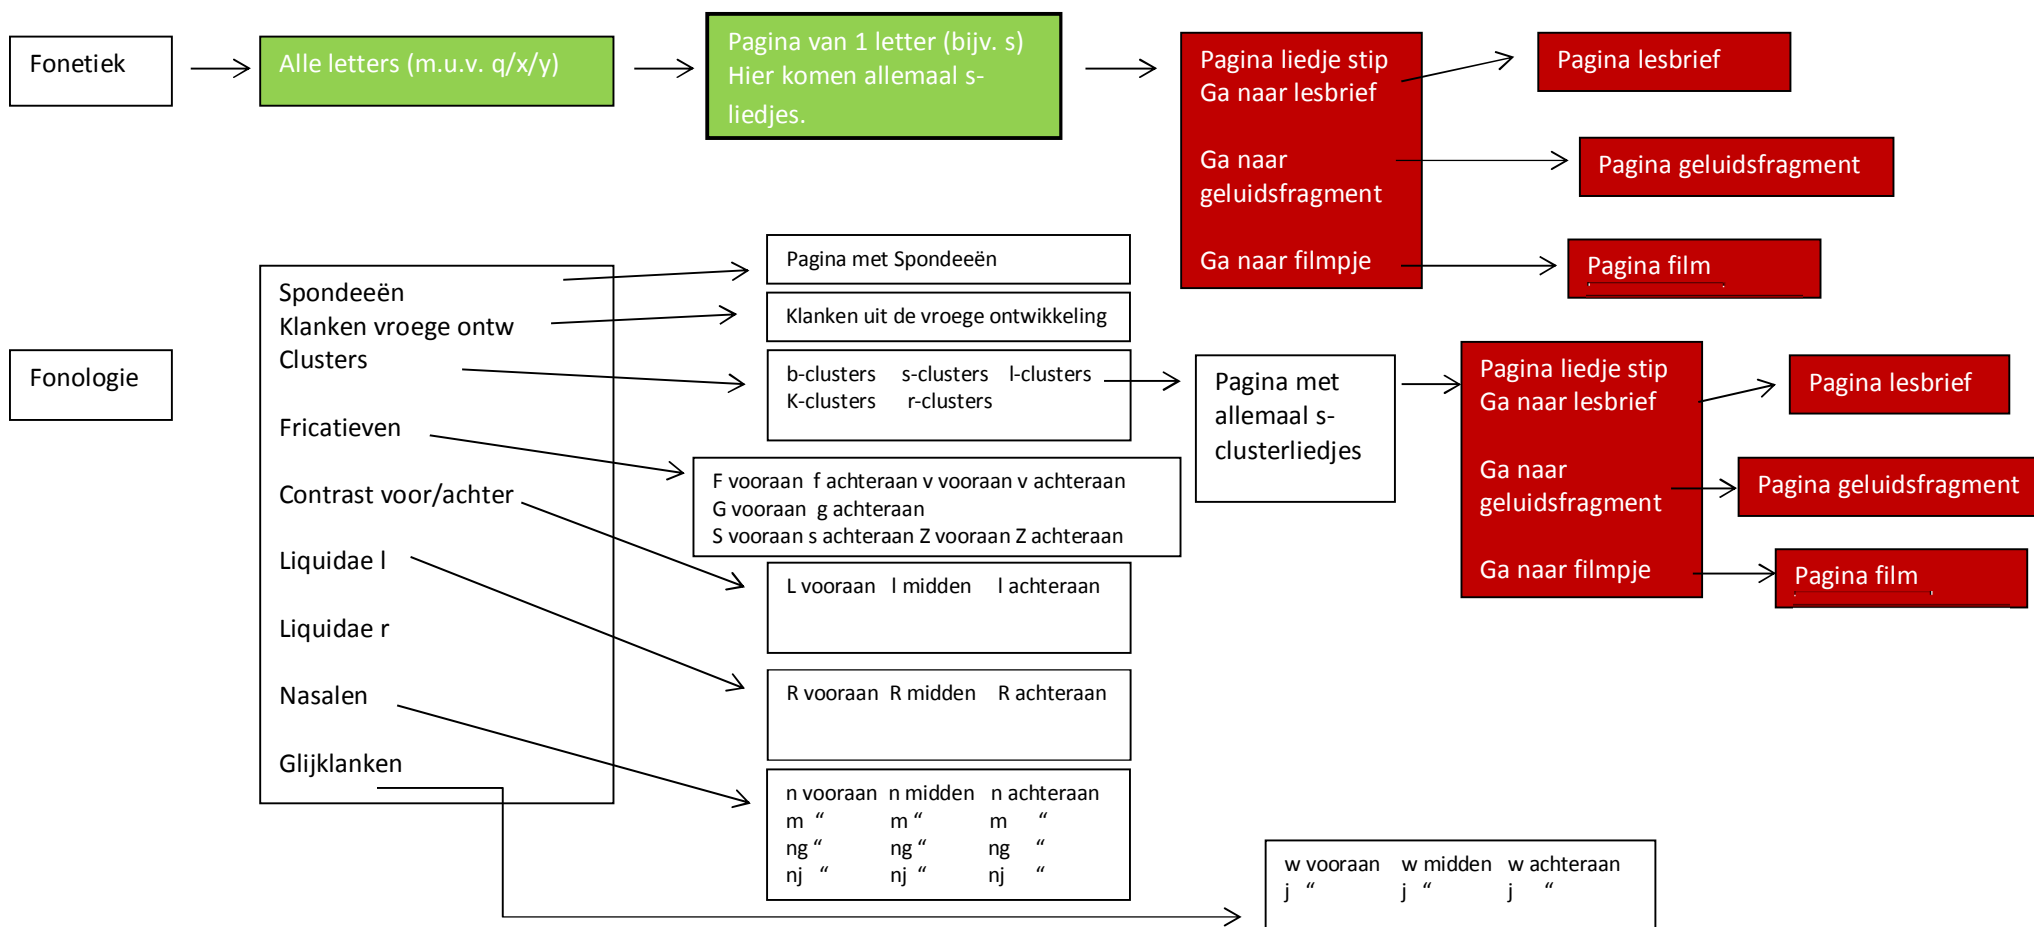 Fonetiek
Alle letters (m.u.v. q/x/y)
Pagina van 1 letter (bijv. s)
Hier komen allemaal s-
liedjes.
Pagina liedje stip
Ga naar lesbrief
Ga naar
geluidsfragment
Ga naar filmpje
Pagina lesbrief
Pagina geluidsfragment
Pagina film
Fonologie
Spondeeën
Klanken vroege ontw
Clusters
Fricatieven
Contrast voor/achter
Liquidae l
Liquidae r
Nasalen
Glijklanken
Pagina met Spondeeën
Klanken uit de vroege ontwikkeling
b-clusters s-clusters l-clusters
K-clusters r-clusters
Pagina met
allemaal s-
clusterliedjes
Pagina liedje stip
Ga naar lesbrief
Ga naar
geluidsfragment
Ga naar filmpje
Pagina lesbrief
Pagina geluidsfragment
Pagina film
F vooraan f achteraan v vooraan v achteraan
G vooraan g achteraan
S vooraan s achteraan Z vooraan Z achteraan
L vooraan l midden l achteraan
R vooraan R midden R achteraan
n vooraan n midden n achteraan
m “ m “ m “
ng “ ng “ ng “
nj “ nj “ nj “
w vooraan w midden w achteraan
j “ j “ j “